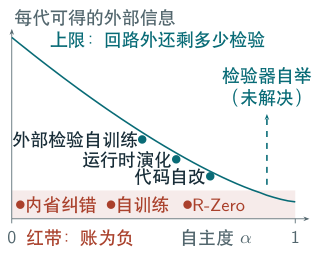 每代可得的外部信息
上限：回路外还剩多少检验
检验器自举
（未解决）
外部检验自训练
运行时演化
代码自改
内省纠错 自训练 R-Zero
0 红带：账为负 自主度 α 1